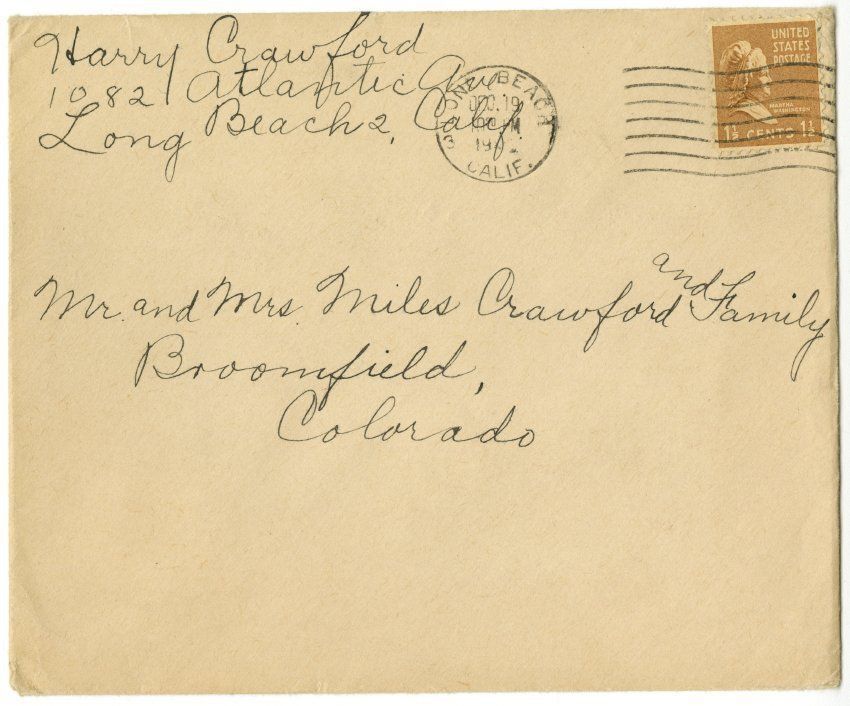 Harry Crawford
1082 Atlantic Ave
Long Beach 2, Calif
LONG BEACH
DEC 19
CALIF.
UNITED
STATES
POSTAGE
MARTHA
WASHINGTON
1½ CENTS 1½
Mr. and Mrs. Miles Crawford and Family
Broomfield,
Colorado